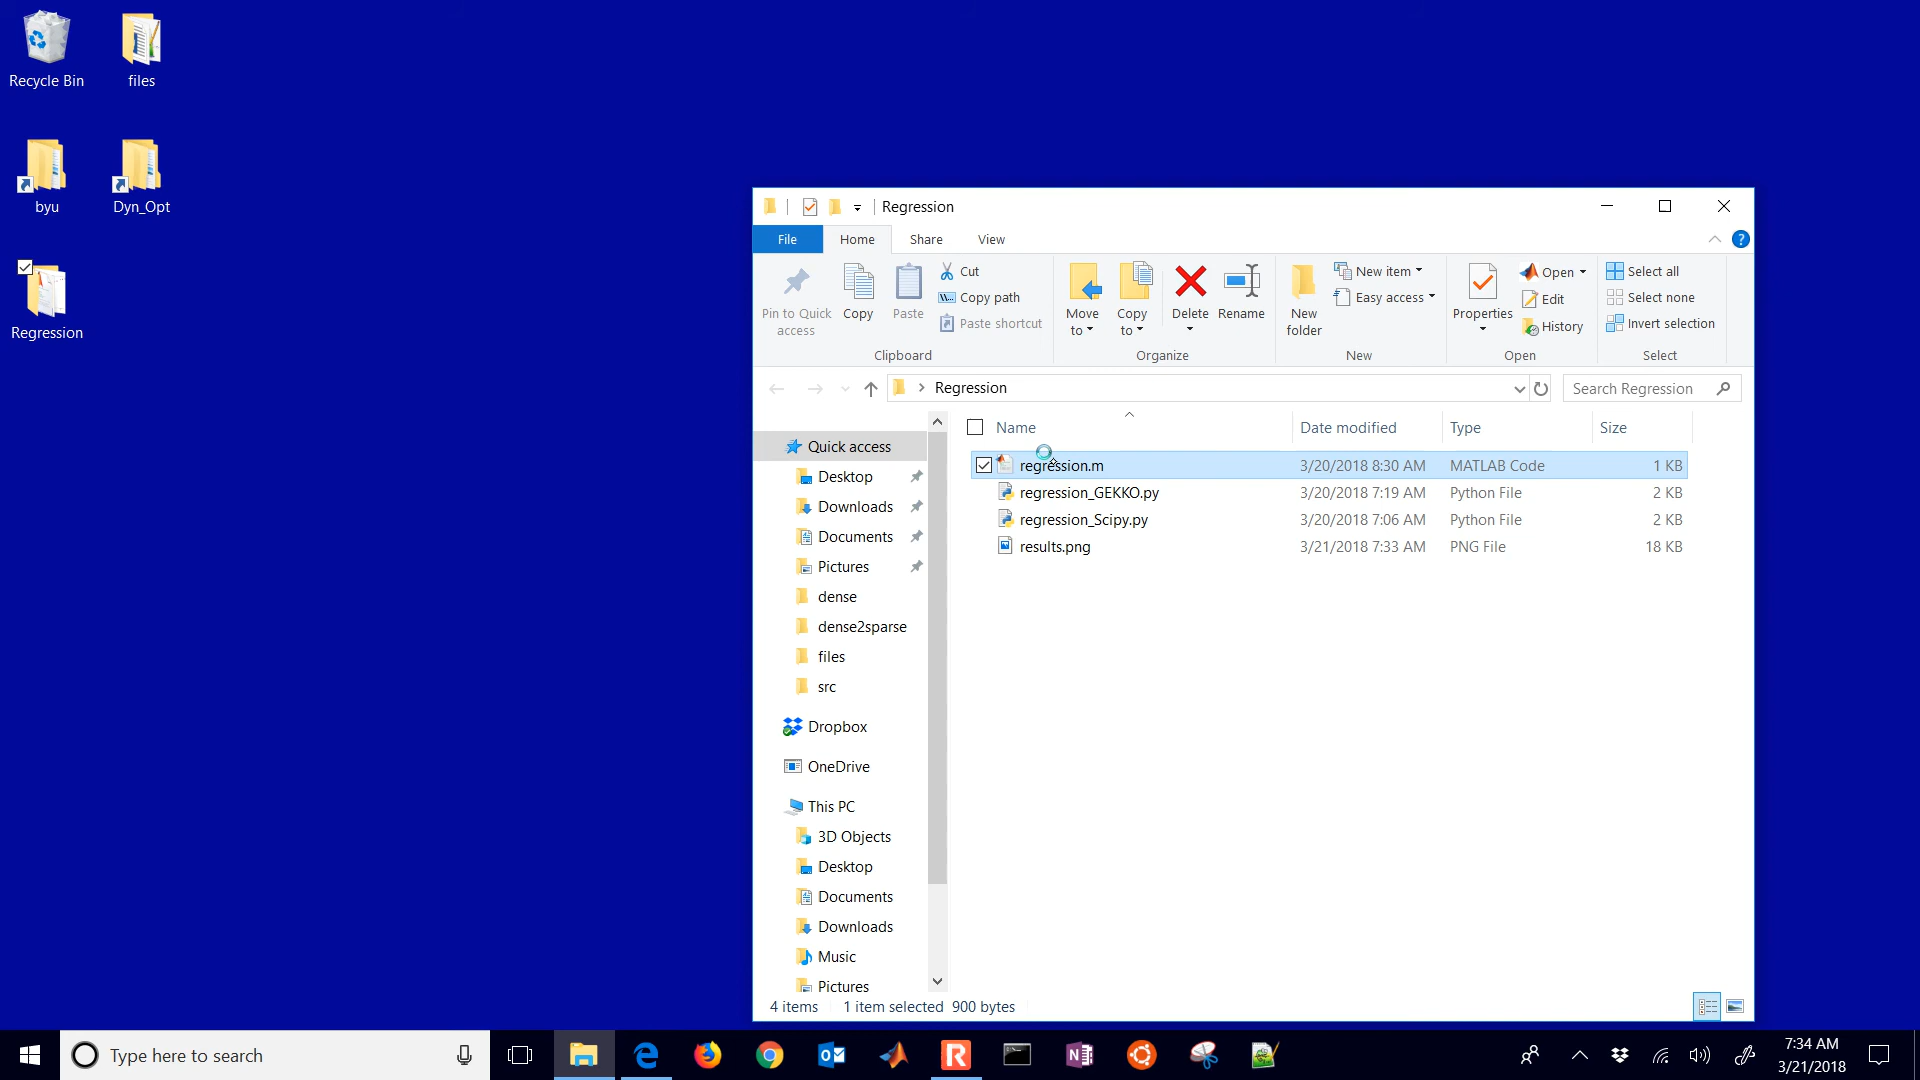 Recycle Bin
files
byu
Dyn_Opt
Regression
Regression
File
Home
Share
View
Pin to Quick access
Copy
Paste
Cut
Copy path
Paste shortcut
Clipboard
Move to
Copy to
Delete
Rename
Organize
New folder
New item
Easy access
New
Properties
Open
Edit
History
Open
Select all
Select none
Invert selection
Select
Regression
Search Regression
Name
Date modified
Type
Size
regression.m 3/20/2018 8:30 AM MATLAB Code 1 KB
regression_GEKKO.py 3/20/2018 7:19 AM Python File 2 KB
regression_Scipy.py 3/20/2018 7:06 AM Python File 2 KB
results.png 3/21/2018 7:33 AM PNG File 18 KB
Quick access
Desktop
Downloads
Documents
Pictures
dense
dense2sparse
files
src
Dropbox
OneDrive
This PC
3D Objects
Desktop
Documents
Downloads
Music
Pictures
4 items 1 item selected 900 bytes
Type here to search
7:34 AM
3/21/2018